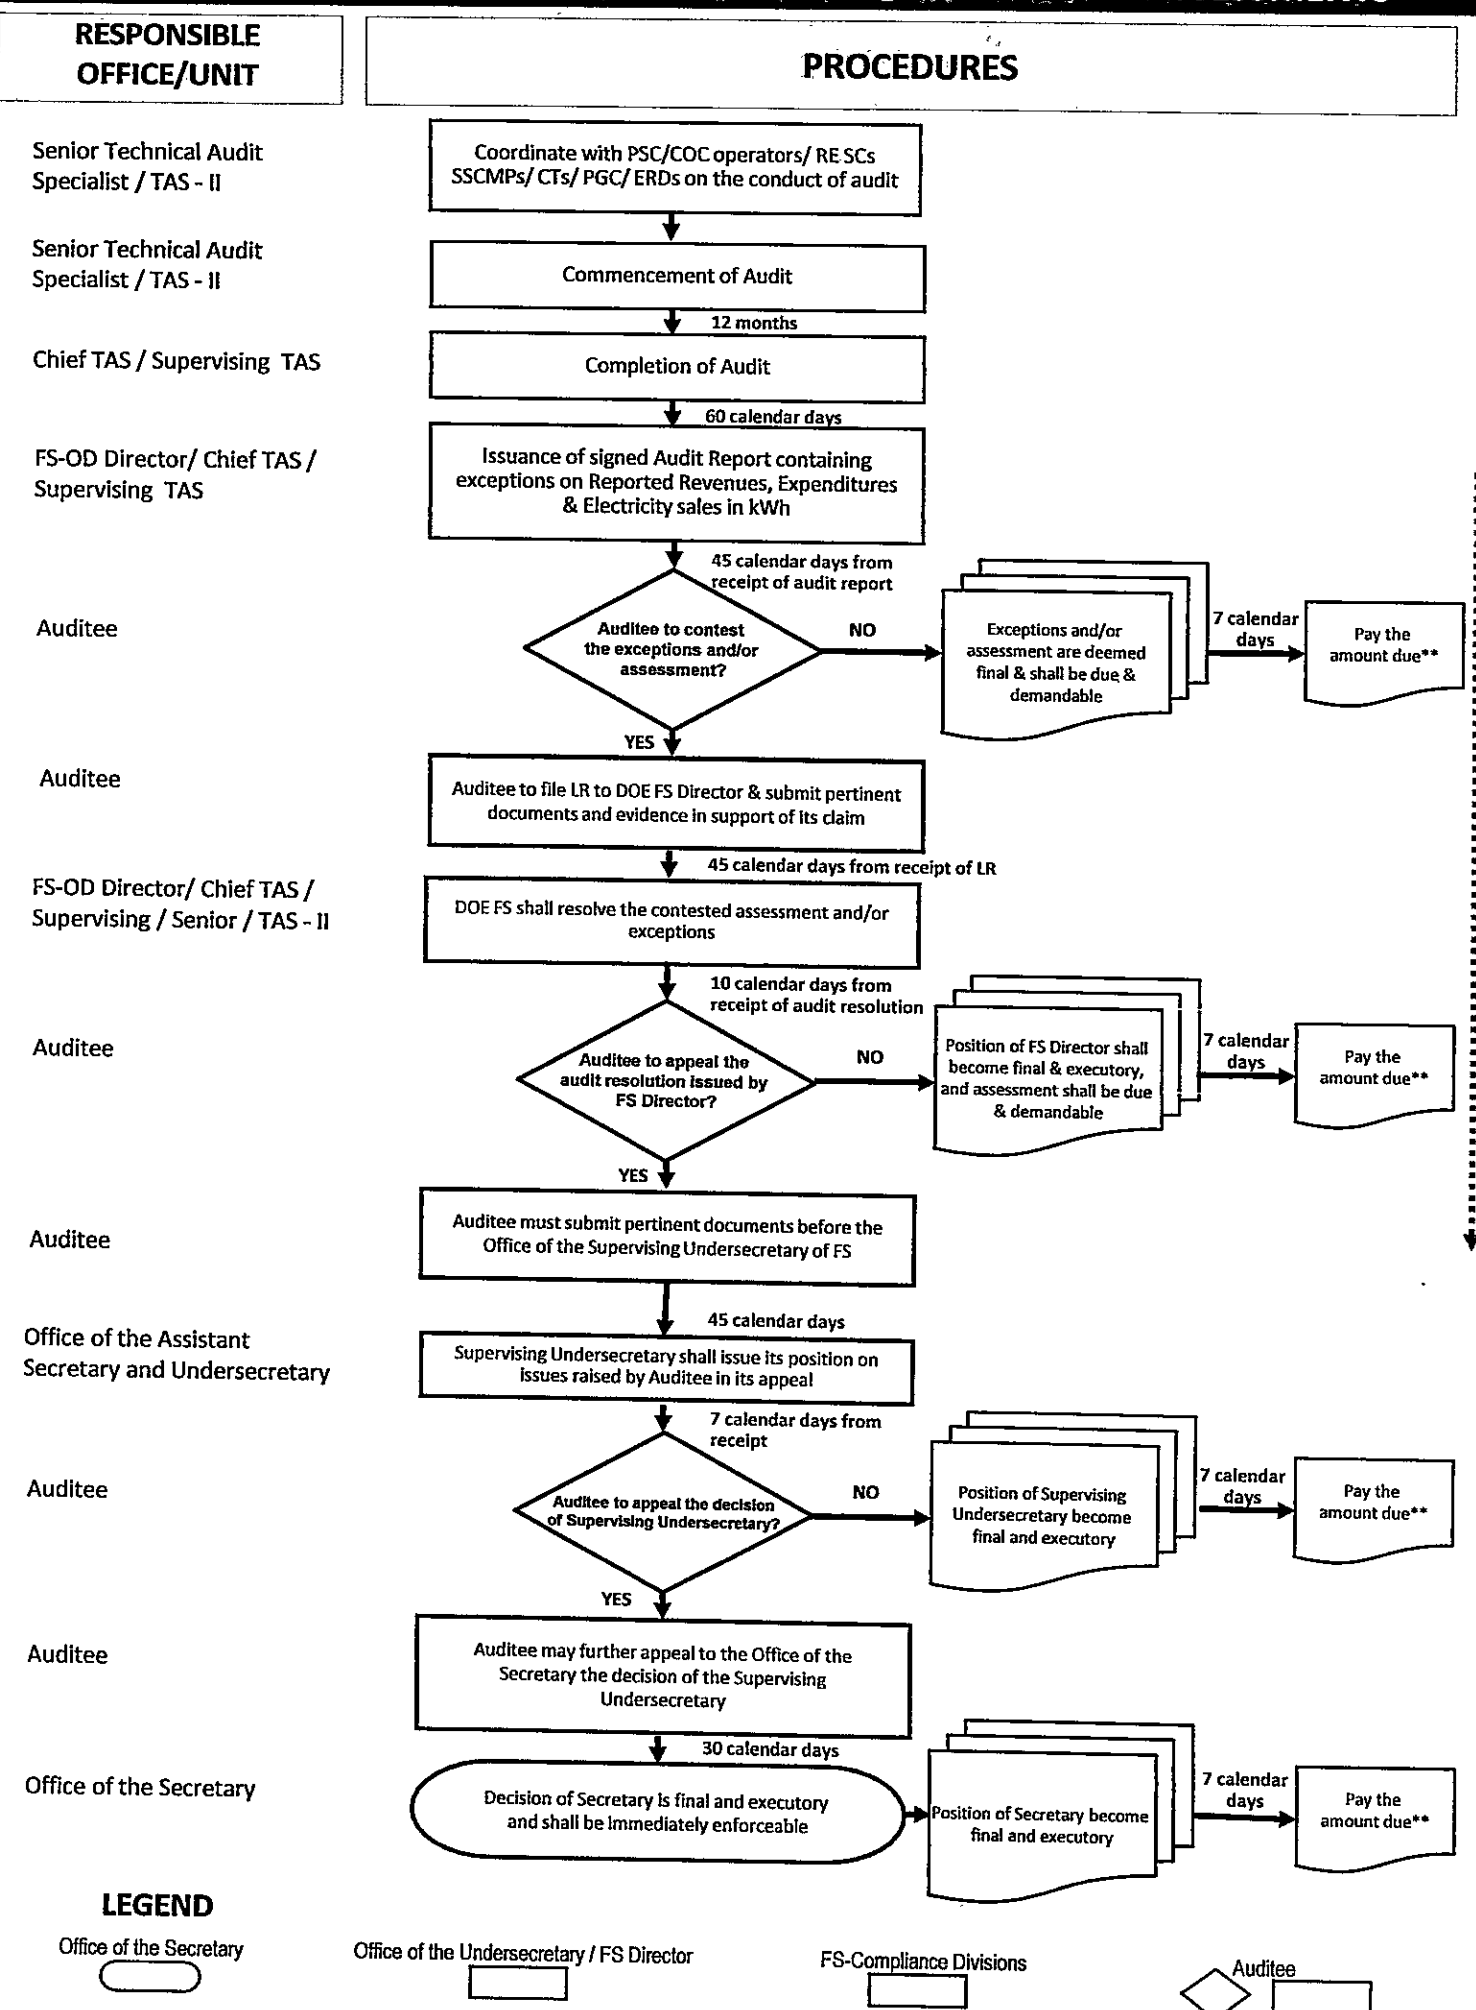 RESPONSIBLE
OFFICE/UNIT
PROCEDURES
Senior Technical Audit
Specialist / TAS - II
Coordinate with PSC/COC operators/ RE SCs
SSCMPs/ CTs/ PGC/ ERDs on the conduct of audit
Senior Technical Audit
Specialist / TAS - II
Commencement of Audit
12 months
Chief TAS / Supervising TAS
Completion of Audit
60 calendar days
FS-OD Director/ Chief TAS /
Supervising TAS
Issuance of signed Audit Report containing
exceptions on Reported Revenues, Expenditures
& Electricity sales in kWh
45 calendar days from
receipt of audit report
Auditee
Auditee to contest
the exceptions and/or
assessment?
NO
Exceptions and/or
assessment are deemed
final & shall be due &
demandable
7 calendar
days
Pay the
amount due**
YES
Auditee
Auditee to file LR to DOE FS Director & submit pertinent
documents and evidence in support of its claim
45 calendar days from receipt of LR
FS-OD Director/ Chief TAS /
Supervising / Senior / TAS - II
DOE FS shall resolve the contested assessment and/or
exceptions
10 calendar days from
receipt of audit resolution
Auditee
Auditee to appeal the
audit resolution issued by
FS Director?
NO
Position of FS Director shall
become final & executory,
and assessment shall be due
& demandable
7 calendar
days
Pay the
amount due**
YES
Auditee
Auditee must submit pertinent documents before the
Office of the Supervising Undersecretary of FS
45 calendar days
Office of the Assistant
Secretary and Undersecretary
Supervising Undersecretary shall issue its position on
issues raised by Auditee in its appeal
7 calendar days from
receipt
Auditee
Auditee to appeal the decision
of Supervising Undersecretary?
NO
Position of Supervising
Undersecretary become
final and executory
7 calendar
days
Pay the
amount due**
YES
Auditee
Auditee may further appeal to the Office of the
Secretary the decision of the Supervising
Undersecretary
30 calendar days
Office of the Secretary
Decision of Secretary is final and executory
and shall be immediately enforceable
Position of Secretary become
final and executory
7 calendar
days
Pay the
amount due**
LEGEND
Office of the Secretary
Office of the Undersecretary / FS Director
FS-Compliance Divisions
Auditee